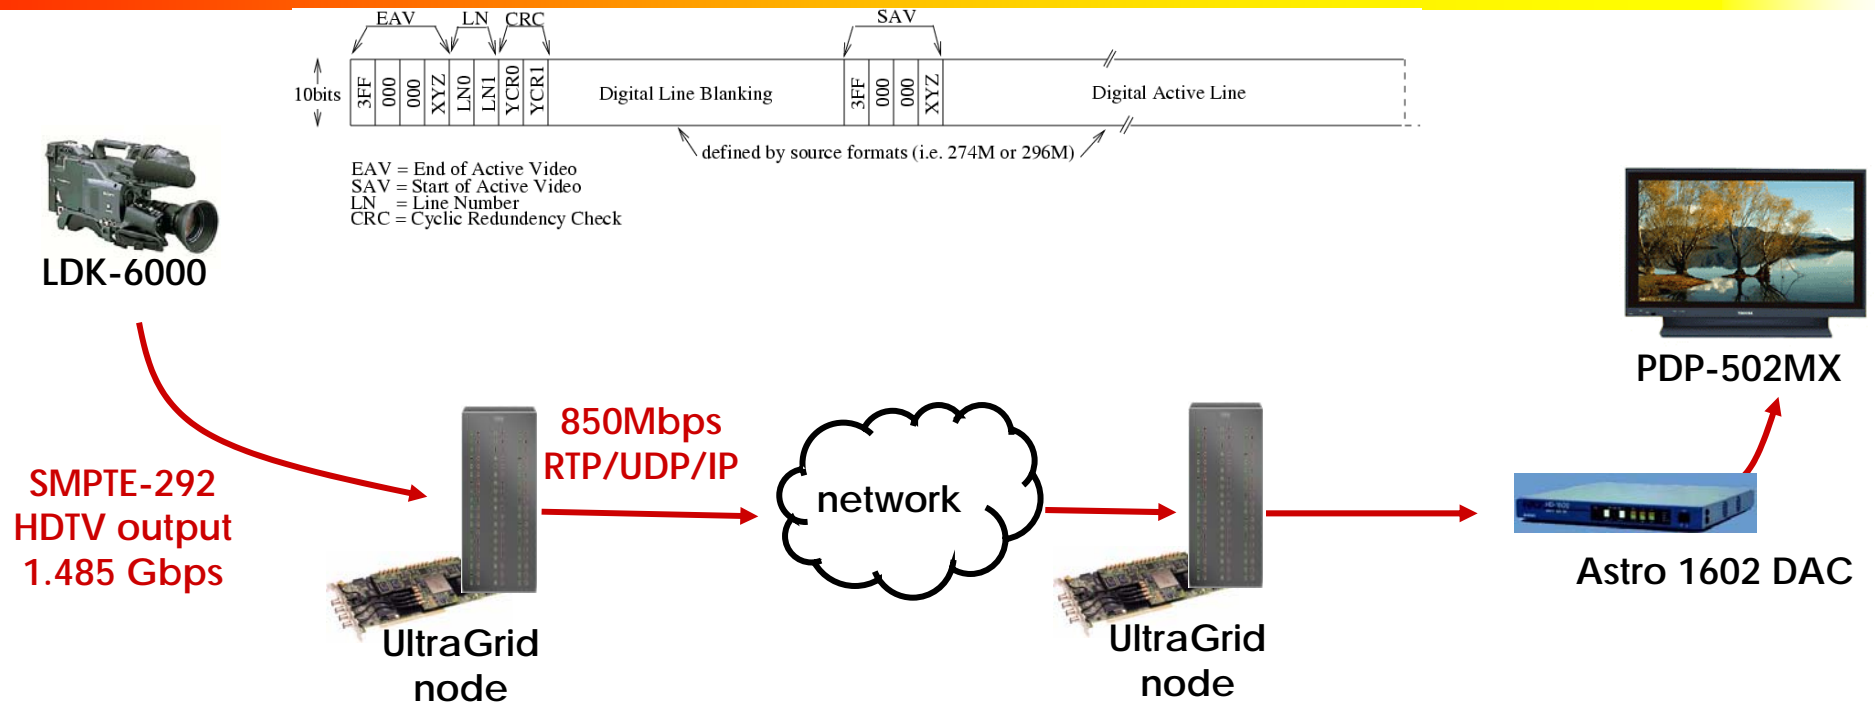 EAV LN CRC SAV
10bits
3FF 000 000 XYZ LN0 LN1 YCR0 YCR1 Digital Line Blanking 3FF 000 000 XYZ Digital Active Line
defined by source formats (i.e. 274M or 296M)
EAV = End of Active Video
SAV = Start of Active Video
LN = Line Number
CRC = Cyclic Redundancy Check
LDK-6000
PDP-502MX
SMPTE-292
HDTV output
1.485 Gbps
850Mbps
RTP/UDP/IP
network
UltraGrid
node
UltraGrid
node
Astro 1602 DAC